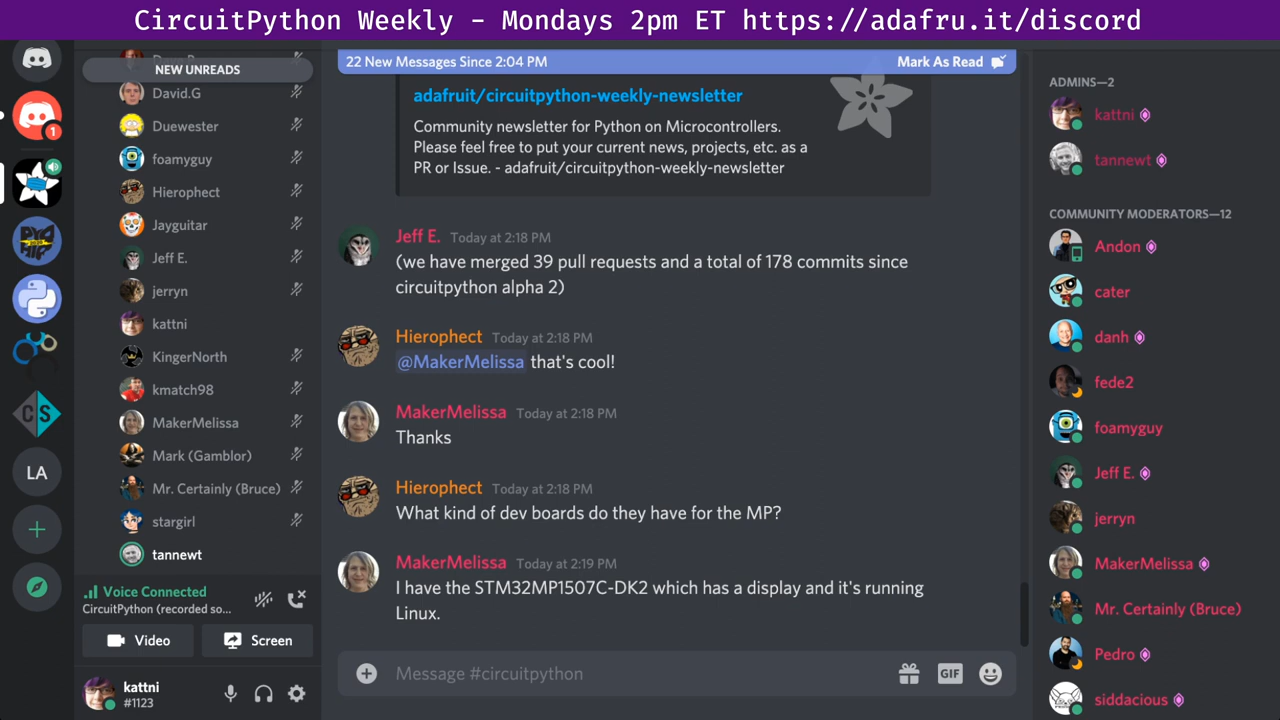 CircuitPython Weekly - Mondays 2pm ET https://adafru.it/discord
NEW UNREADS
David.G
Duewester
foamyguy
Hierophect
Jayguitar
Jeff E.
jerryn
kattni
KingerNorth
kmatch98
MakerMelissa
Mark (Gamblor)
Mr. Certainly (Bruce)
stargirl
tannewt
Voice Connected
CircuitPython (recorded so...
Video
Screen
kattni
#1123
1
LA
22 New Messages Since 2:04 PM
Mark As Read
adafruit/circuitpython-weekly-newsletter
Community newsletter for Python on Microcontrollers.
Please feel free to put your current news, projects, etc. as a
PR or Issue. - adafruit/circuitpython-weekly-newsletter
Jeff E. Today at 2:18 PM
(we have merged 39 pull requests and a total of 178 commits since
circuitpython alpha 2)
Hierophect Today at 2:18 PM
@MakerMelissa that's cool!
MakerMelissa Today at 2:18 PM
Thanks
Hierophect Today at 2:18 PM
What kind of dev boards do they have for the MP?
MakerMelissa Today at 2:19 PM
I have the STM32MP1507C-DK2 which has a display and it's running
Linux.
Message #circuitpython
GIF
ADMINS—2
kattni
tannewt
COMMUNITY MODERATORS—12
Andon
cater
danh
fede2
foamyguy
Jeff E.
jerryn
MakerMelissa
Mr. Certainly (Bruce)
Pedro
siddacious